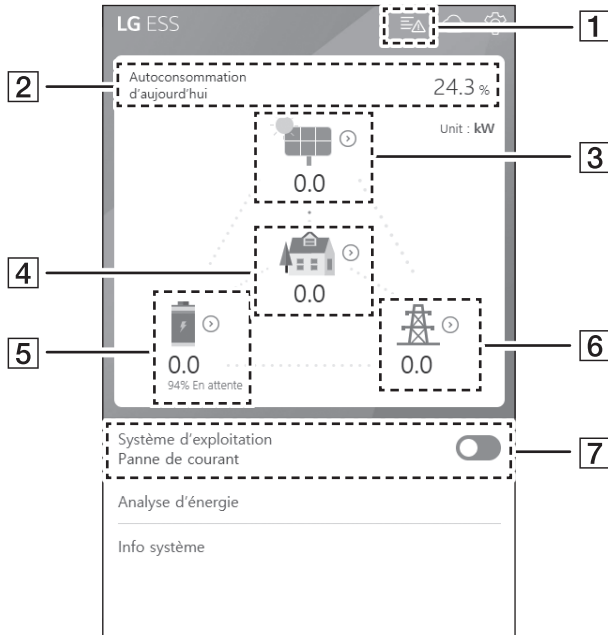 LG ESS
1
2
Autoconsommation
d'aujourd'hui
24.3 %
Unit : kW
3
0.0
4
0.0
5
0.0
94% En attente
6
0.0
Système d'exploitation
Panne de courant
7
Analyse d'énergie
Info système